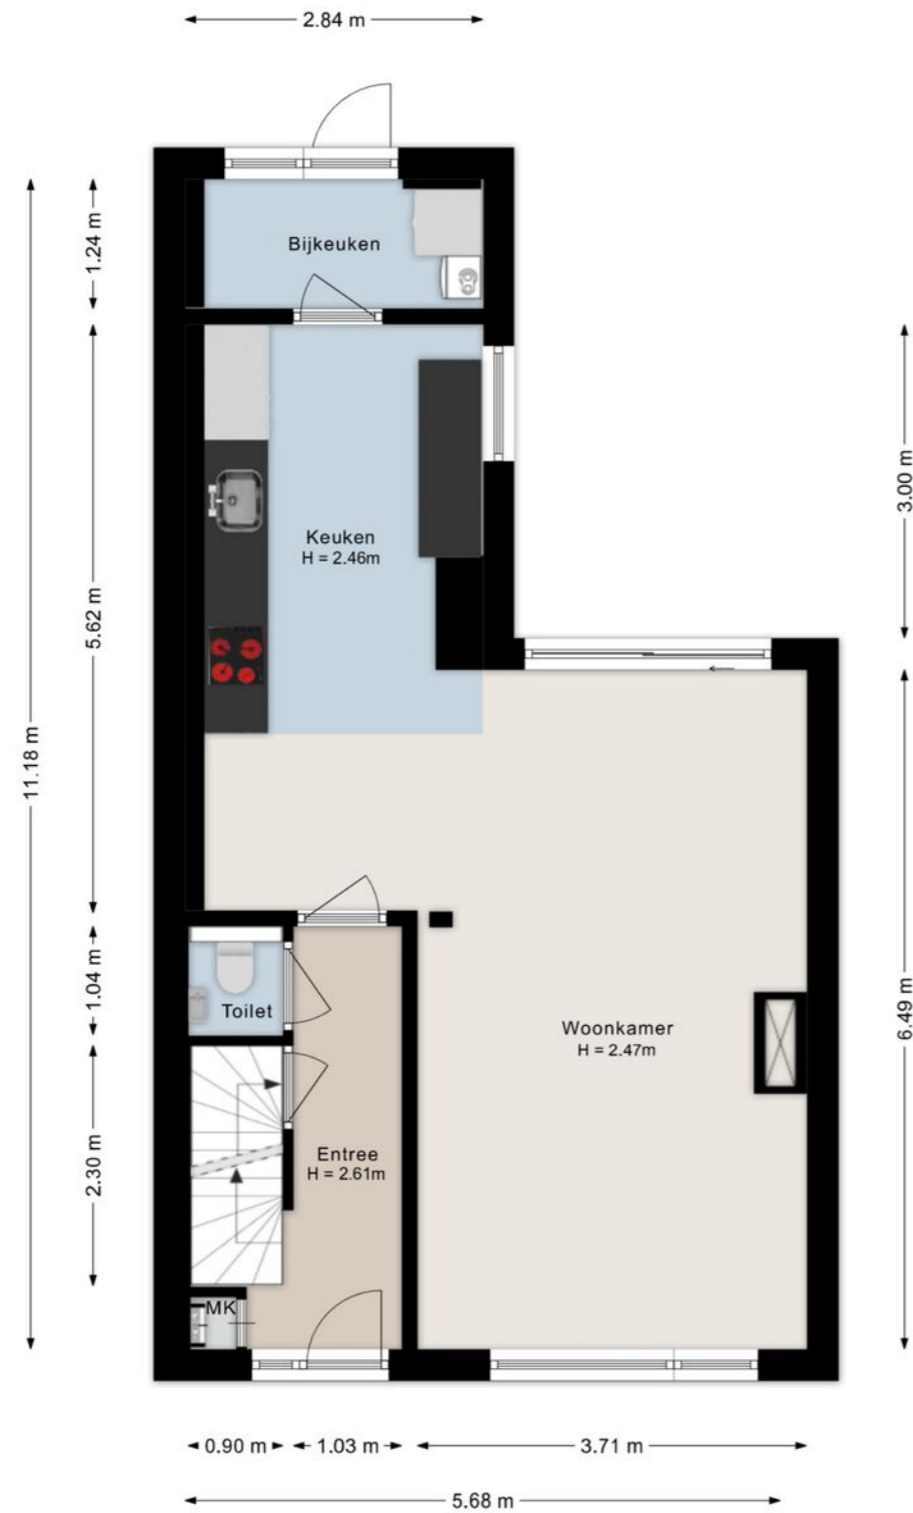 2.84 m
1.24 m
Bijkeuken
11.18 m
5.62 m
3.00 m
Keuken
H = 2.46m
6.49 m
1.04 m
Toilet
Woonkamer
H = 2.47m
2.30 m
Entree
H = 2.61m
MK
0.90 m
1.03 m
3.71 m
5.68 m